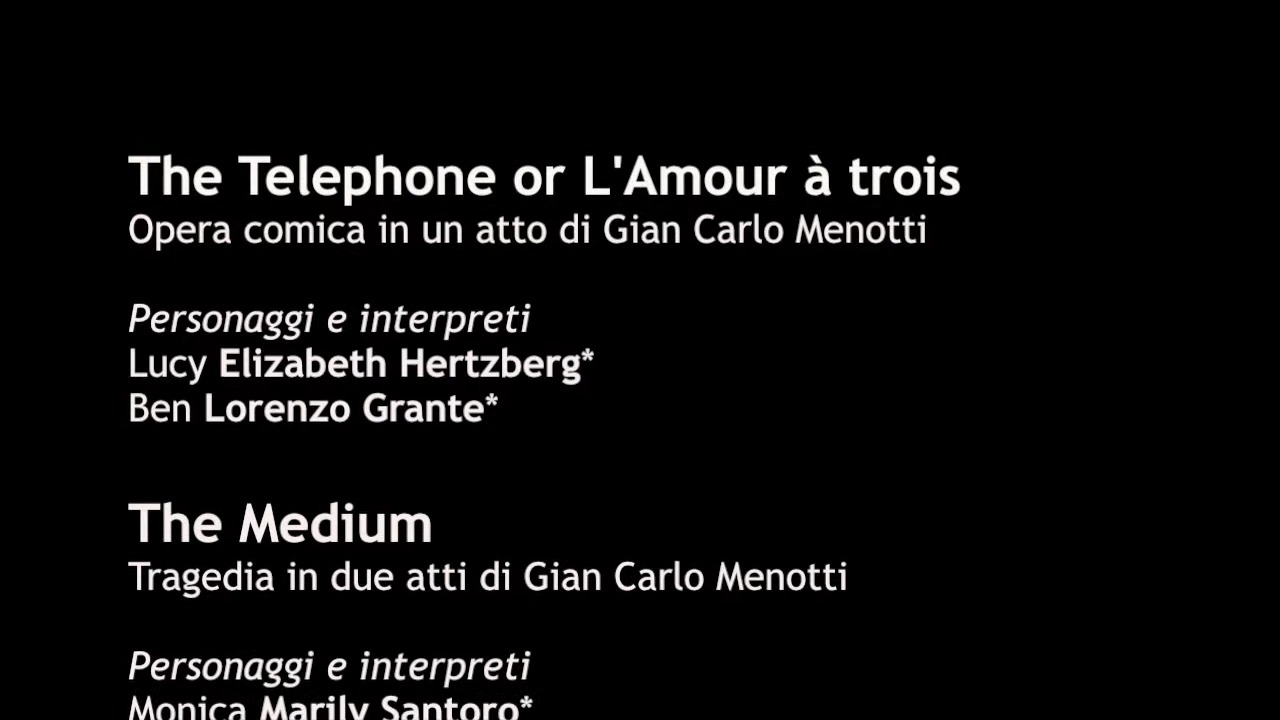 The Telephone or L'Amour à trois
Opera comica in un atto di Gian Carlo Menotti
Personaggi e interpreti
Lucy Elizabeth Hertzberg*
Ben Lorenzo Grante*
The Medium
Tragedia in due atti di Gian Carlo Menotti
Personaggi e interpreti
Monica Marily Santoro*